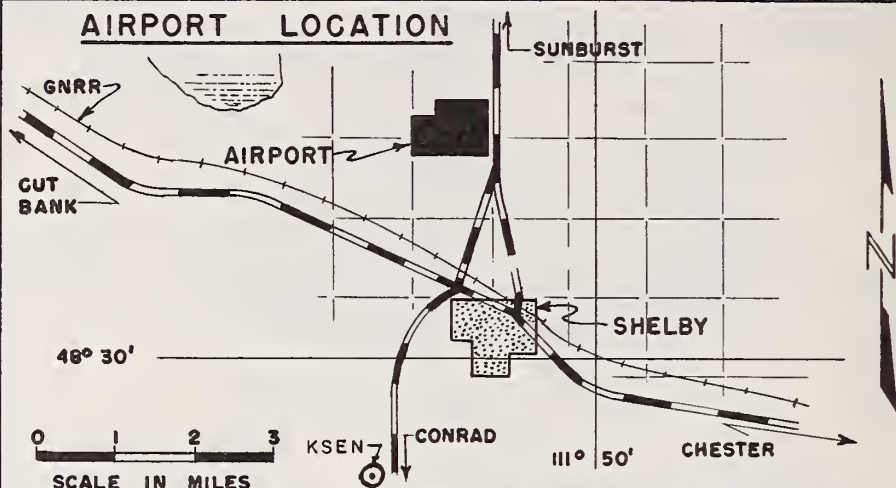 AIRPORT LOCATION
SUNBURST
GNRR
AIRPORT
CUT
BANK
N
SHELBY
48° 30'
0 1 2 3
SCALE IN MILES
KSEN
CONRAD
111° 50'
CHESTER